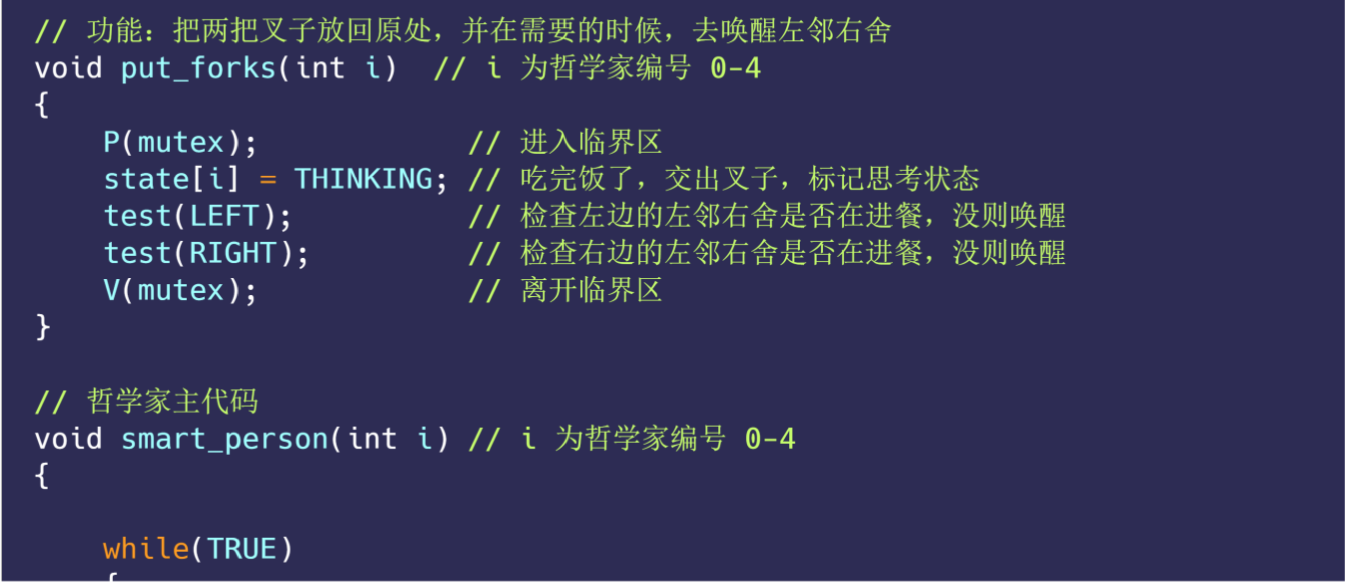 // 功能：把两把叉子放回原处，并在需要的时候，去唤醒左邻右舍
void put_forks(int i)  // i 为哲学家编号 0-4
{
    P(mutex);            // 进入临界区
    state[i] = THINKING; // 吃完饭了，交出叉子，标记思考状态
    test(LEFT);          // 检查左边的左邻右舍是否在进餐，没则唤醒
    test(RIGHT);         // 检查右边的左邻右舍是否在进餐，没则唤醒
    V(mutex);            // 离开临界区
}

// 哲学家主代码
void smart_person(int i) // i 为哲学家编号 0-4
{

    while(TRUE)
    {